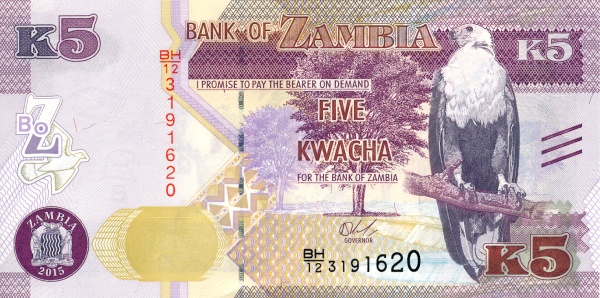 K5
BANK OF ZAMBIA
K5
BH/12 3191620
I PROMISE TO PAY THE BEARER ON DEMAND
FIVE
KWACHA
FOR THE BANK OF ZAMBIA
BoZ
GOVERNOR
ZAMBIA
2015
BH/12 3191620
K5